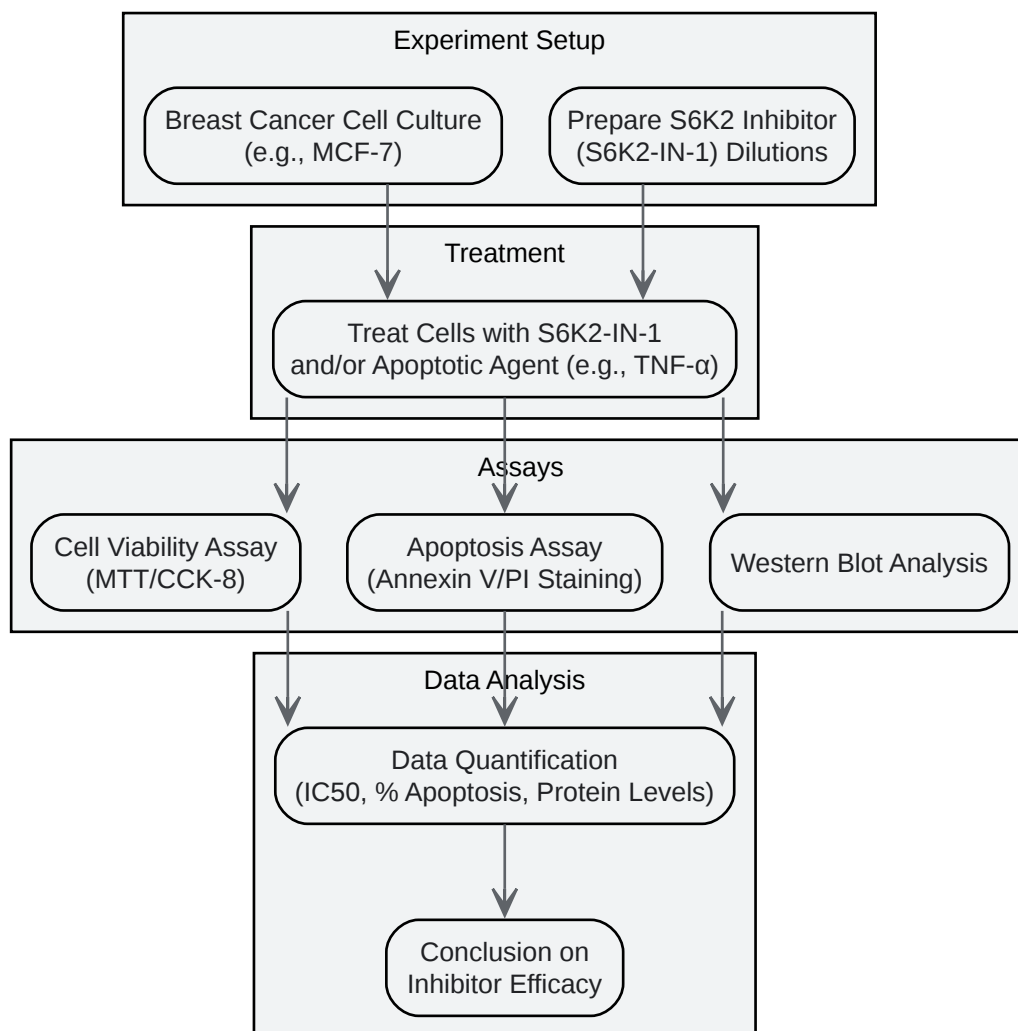 Experiment Setup
Breast Cancer Cell Culture
(e.g., MCF-7)
Prepare S6K2 Inhibitor
(S6K2-IN-1) Dilutions
Treatment
Treat Cells with S6K2-IN-1
and/or Apoptotic Agent (e.g., TNF-α)
Assays
Cell Viability Assay
(MTT/CCK-8)
Apoptosis Assay
(Annexin V/PI Staining)
Western Blot Analysis
Data Analysis
Data Quantification
(IC50, % Apoptosis, Protein Levels)
Conclusion on
Inhibitor Efficacy